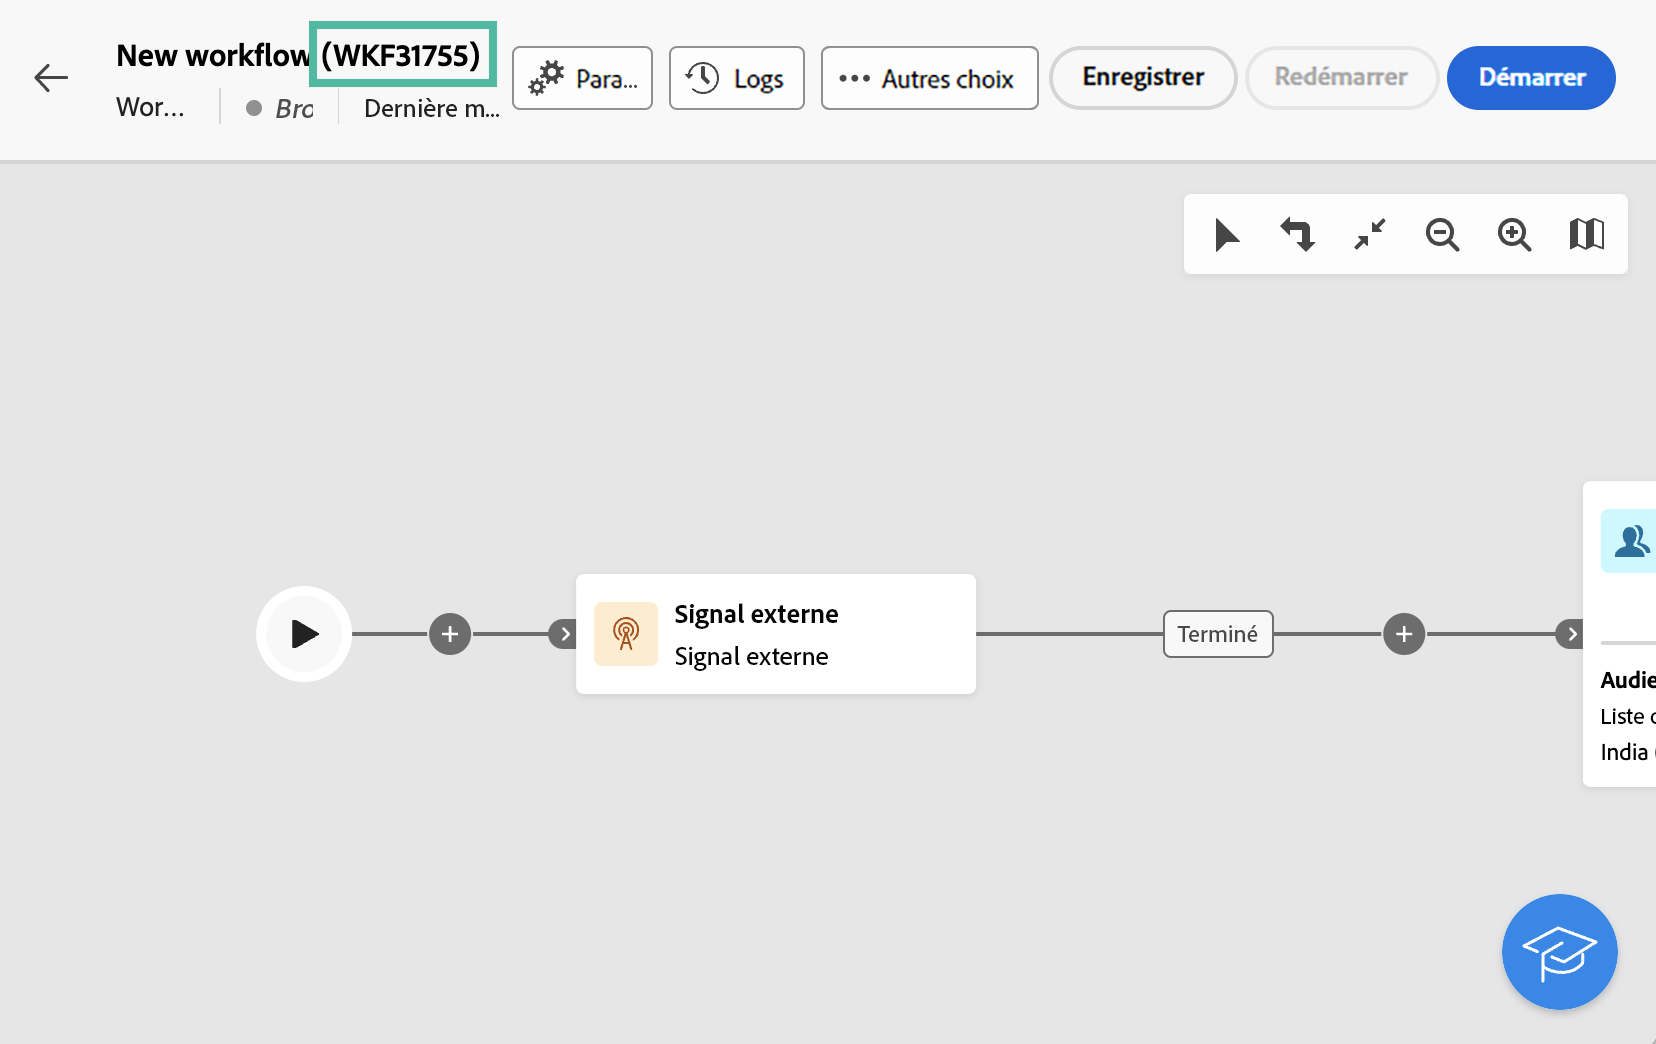 New workflow (WKF31755)
Wor...
Bro
Dernière m...
Para...
Logs
Autres choix
Enregistrer
Redémarrer
Démarrer
Signal externe
Signal externe
Terminé
Audie
Liste
India